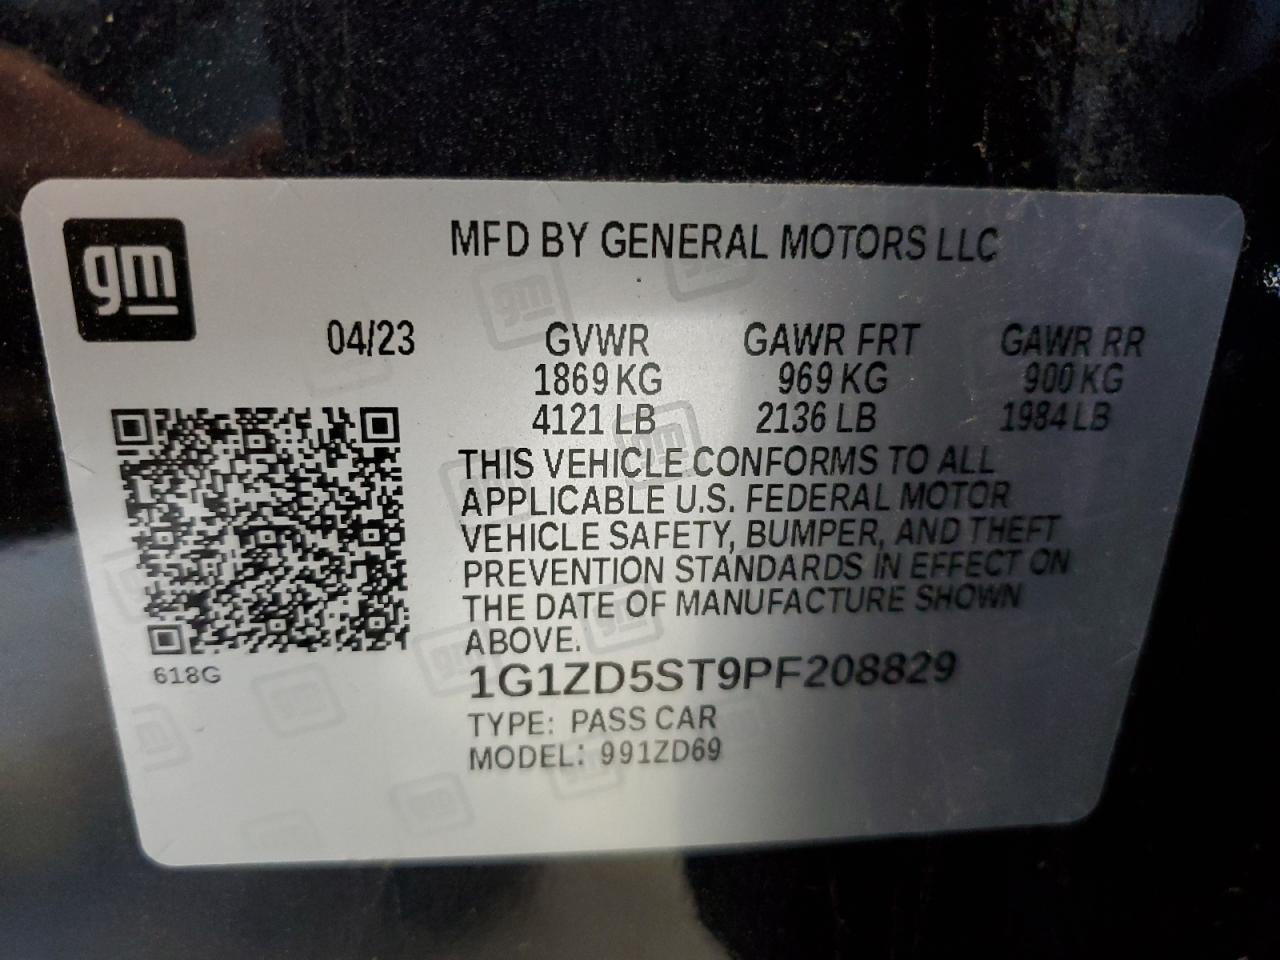 gm
MFD BY GENERAL MOTORS LLC
04/23 GVWR GAWR FRT GAWR RR
1869 KG 969 KG 900 KG
4121 LB 2136 LB 1984 LB
THIS VEHICLE CONFORMS TO ALL
APPLICABLE U.S. FEDERAL MOTOR
VEHICLE SAFETY, BUMPER, AND THEFT
PREVENTION STANDARDS IN EFFECT ON
THE DATE OF MANUFACTURE SHOWN
ABOVE.
618G
1G1ZD5ST9PF208829
TYPE: PASS CAR
MODEL: 991ZD69